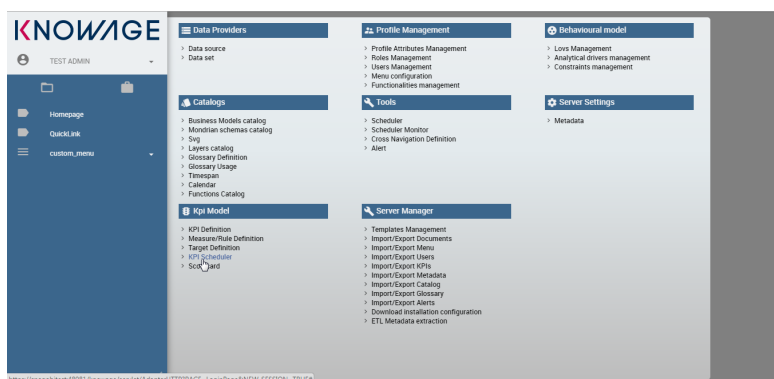 KNOWAGE
TEST ADMIN
Homepage
QuickLink
custom_menu
Data Providers
> Data source
> Data set
Profile Management
> Profile Attributes Management
> Roles Management
> Users Management
> Menu configuration
> Functionalities management
Behavioural model
> Lovs Management
> Analytical drivers management
> Constraints management
Catalogs
> Business Models catalog
> Mondrian schemas catalog
> Svg
> Layers catalog
> Glossary Definition
> Glossary Usage
> Timespan
> Calendar
> Functions Catalog
Tools
> Scheduler
> Scheduler Monitor
> Cross Navigation Definition
> Alert
Server Settings
> Metadata
Kpi Model
> KPI Definition
> Measure/Rule Definition
> Target Definition
> KPI Scheduler
Server Manager
> Templates Management
> Import/Export Documents
> Import/Export Menu
> Import/Export Users
> Import/Export KPIs
> Import/Export Metadata
> Import/Export Catalog
> Import/Export Glossary
> Import/Export Alerts
> Download installation configuration
> ETL Metadata extraction